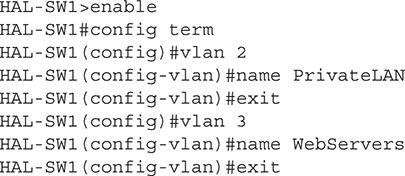 HAL-SW1>enable
HAL-SW1#config term
HAL-SW1(config)#vlan 2
HAL-SW1(config-vlan)#name PrivateLAN
HAL-SW1(config-vlan)#exit
HAL-SW1(config)#vlan 3
HAL-SW1(config-vlan)#name WebServers
HAL-SW1(config-vlan)#exit